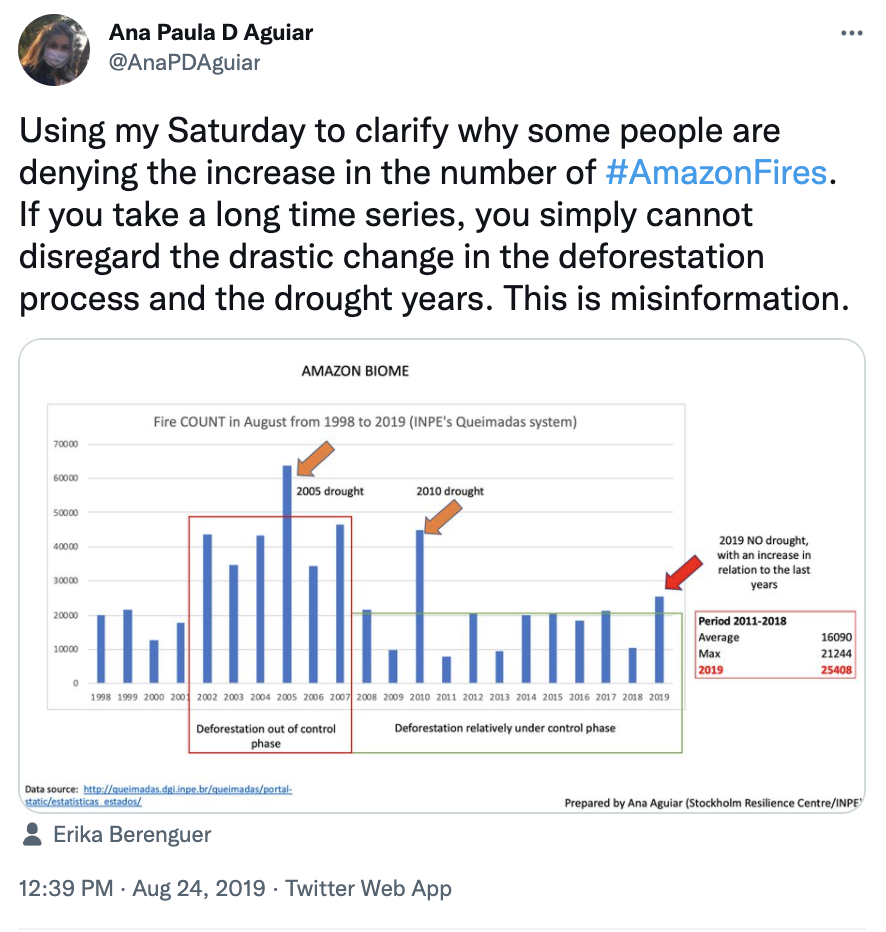 Ana Paula D Aguiar
@AnaPDAguiar
Using my Saturday to clarify why some people are
denying the increase in the number of #AmazonFires.
If you take a long time series, you simply cannot
disregard the drastic change in the deforestation
process and the drought years. This is misinformation.
AMAZON BIOME
Fire COUNT in August from 1998 to 2019 (INPE's Queimadas system)
70000
60000
50000
40000
30000
20000
10000
0
2005 drought
2010 drought
2019 NO drought,
with an increase in
relation to the last
years
Period 2011-2018
Average 16090
Max 21244
2019 25408
1998 1999 2000 2001 2002 2003 2004 2005 2006 2007 2008 2009 2010 2011 2012 2013 2014 2015 2016 2017 2018 2019
Deforestation out of control
phase
Deforestation relatively under control phase
Data source: http://queimadas.dgi.inpe.br/queimadas/portal-
static/estatisticas_estados/
Prepared by Ana Aguiar (Stockholm Resilience Centre/INPE)
Erika Berenguer
12:39 PM · Aug 24, 2019 · Twitter Web App